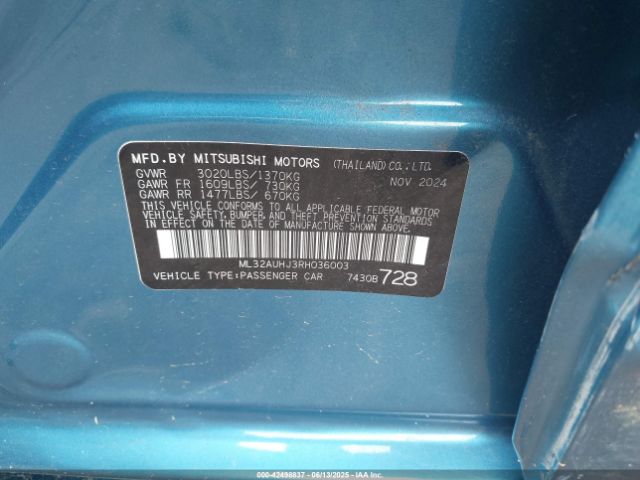 MFD.BY MITSUBISHI MOTORS (THAILAND)CO.,LTD.
GVWR 3020LBS/1370KG NOV 2024
GAWR FR 1609LBS/ 730KG
GAWR RR 1477LBS/ 670KG
THIS VEHICLE CONFORMS TO ALL APPLICABLE FEDERAL MOTOR
VEHICLE SAFETY, BUMPER, AND THEFT PREVENTION STANDARDS
IN EFFECT ON THE DATE OF MANUFACTURE SHOWN ABOVE.
ML32AUHJ3RH036003
VEHICLE TYPE:PASSENGER CAR 7430B 728
000-42498837 - 06/13/2025 - IAAI.COM